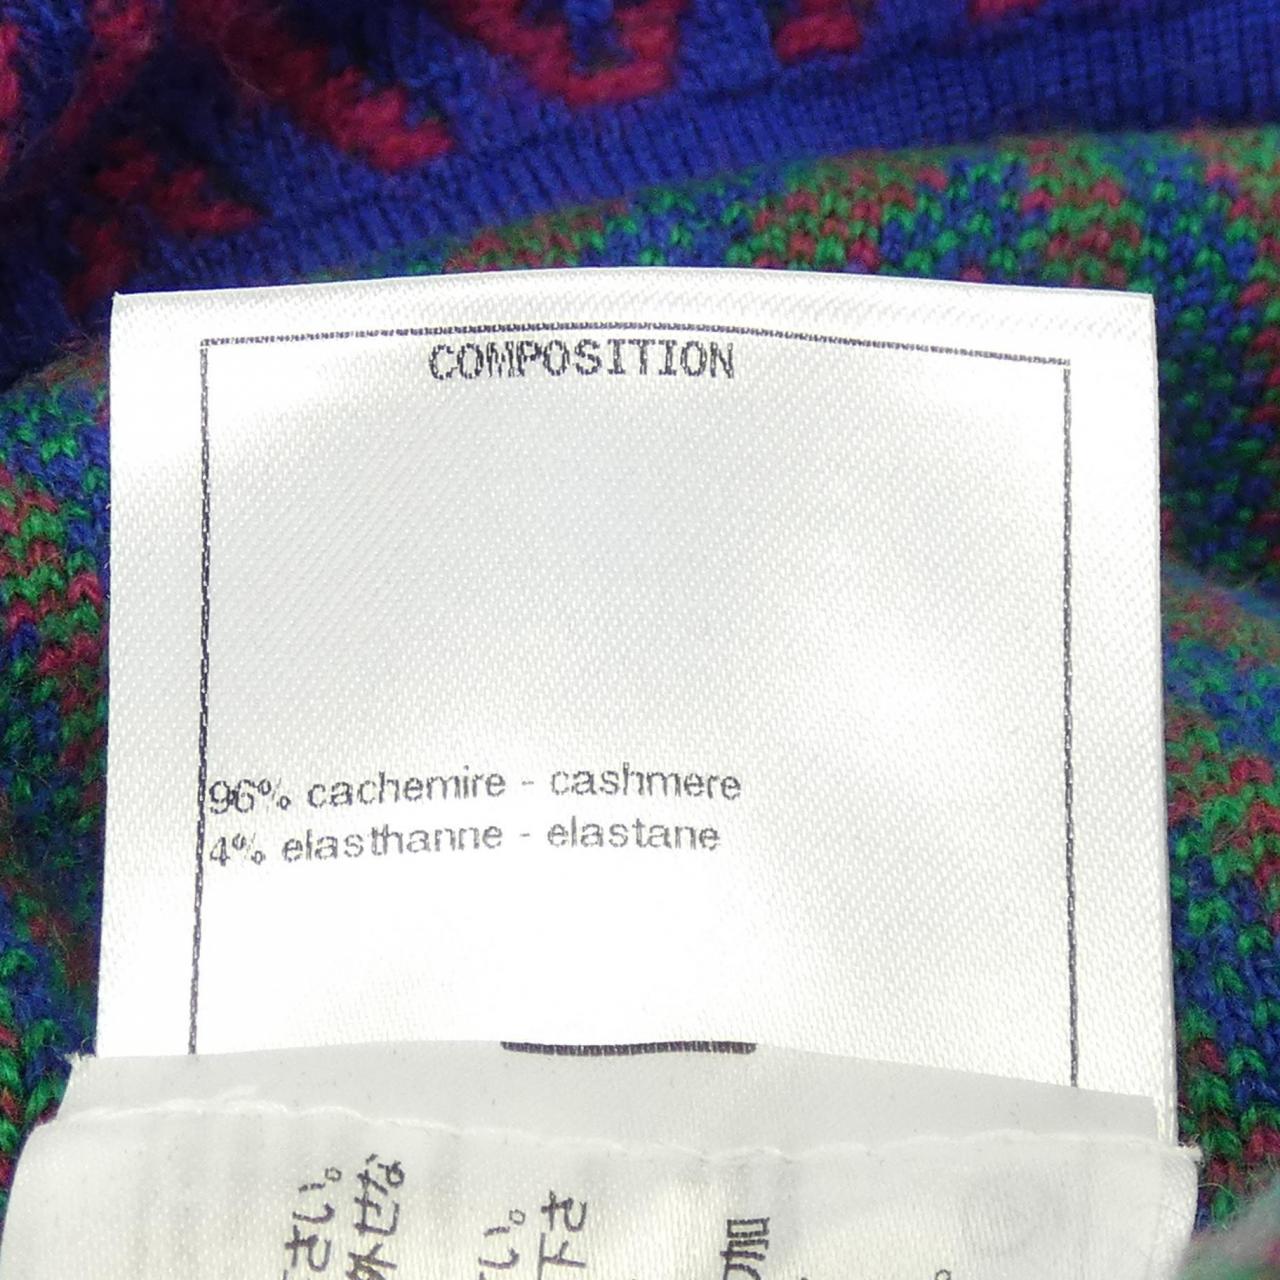 COMPOSITION
96% cachemire - cashmere
4% elasthanne - elastane